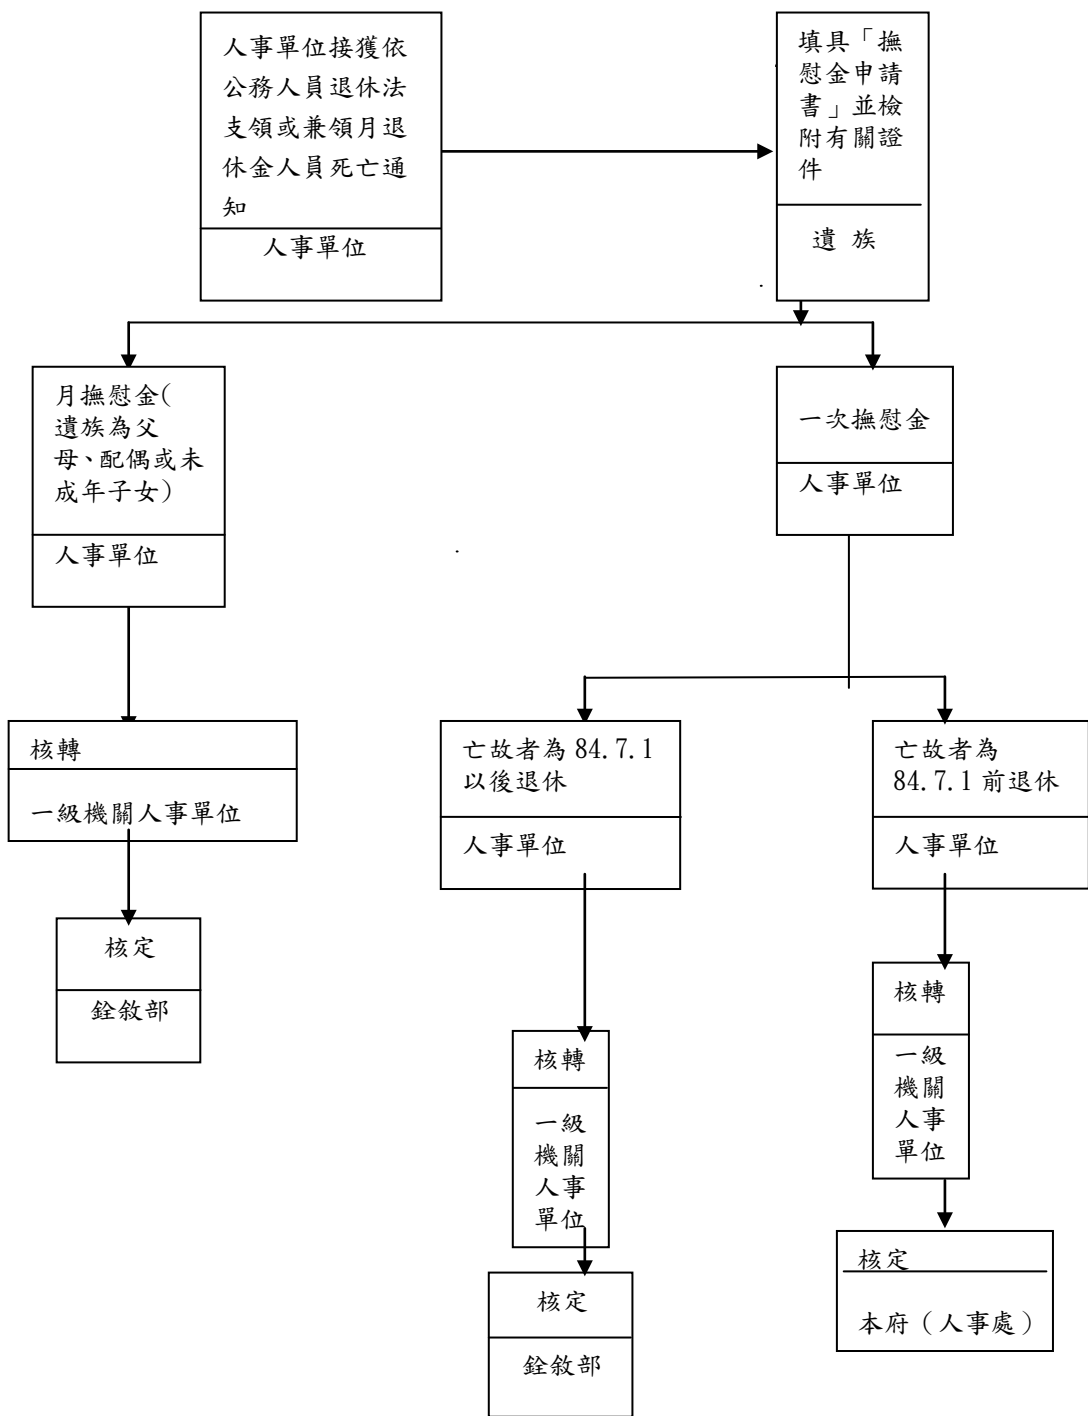 人事單位接獲依
公務人員退休法
支領或兼領月退
休金人員死亡通
知
人事單位
填具「撫
慰金申請
書」並檢
附有關證
件
遺 族
月撫慰金(
遺族為父
母、配偶或未
成年子女)
人事單位
一次撫慰金
人事單位
核轉
一級機關人事單位
核定
銓敘部
亡故者為 84.7.1
以後退休
人事單位
核轉
一級
機關
人事
單位
核定
銓敘部
亡故者為
84.7.1 前退休
人事單位
核轉
一級
機關
人事
單位
核定
本府（人事處）